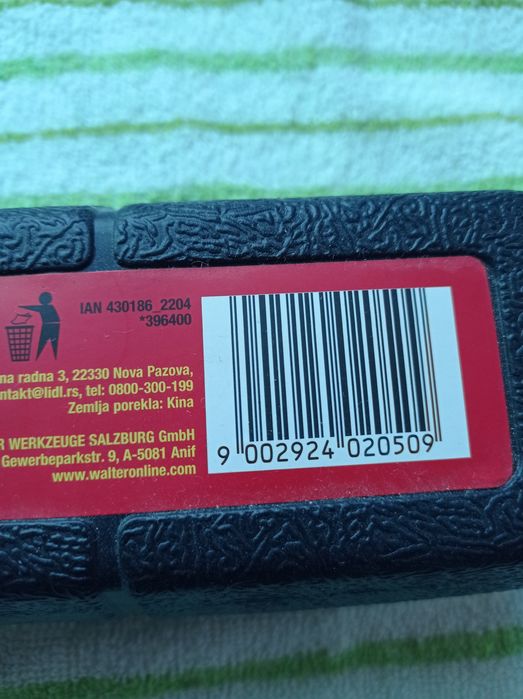 IAN 430186_2204
*396400
na radna 3, 22330 Nova Pazova,
ntakt@lidl.rs, tel: 0800-300-199
Zemlja porekla: Kina
R WERKZEUGE SALZBURG GmbH
Gewerbeparkstr. 9, A-5081 Anif
www.walteronline.com
9 002924 020509